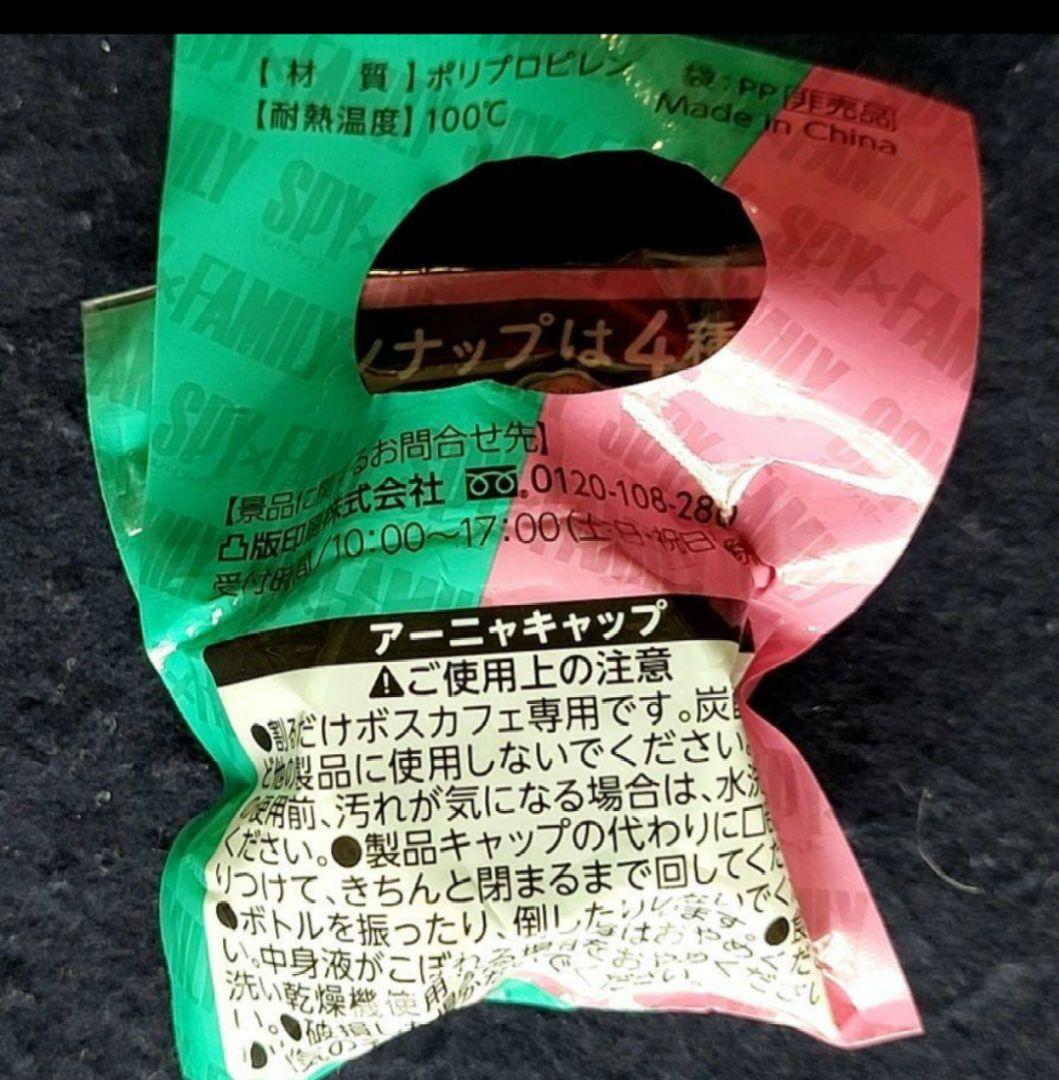 【材 質】ポリプロピレン 袋:PP 非売品
【耐熱温度】100℃ Made in China
SPY×FAMILY
ナップは4種
【景品に関するお問合せ先】
凸版印刷株式会社 0120-108-280
受付時間/10:00～17:00(土・日・祝日
アーニャキャップ
⚠ご使用上の注意
●割るだけボスカフェ専用です。炭
ど他の製品に使用しないでください。
使用前、汚れが気になる場合は、水洗
ください。●製品キャップの代わりに口
りつけて、きちんと閉まるまで回してくだ
●ボトルを振ったり、倒したりしないでく
い。中身液がこぼれる
洗い乾燥機使用
い。●破損し